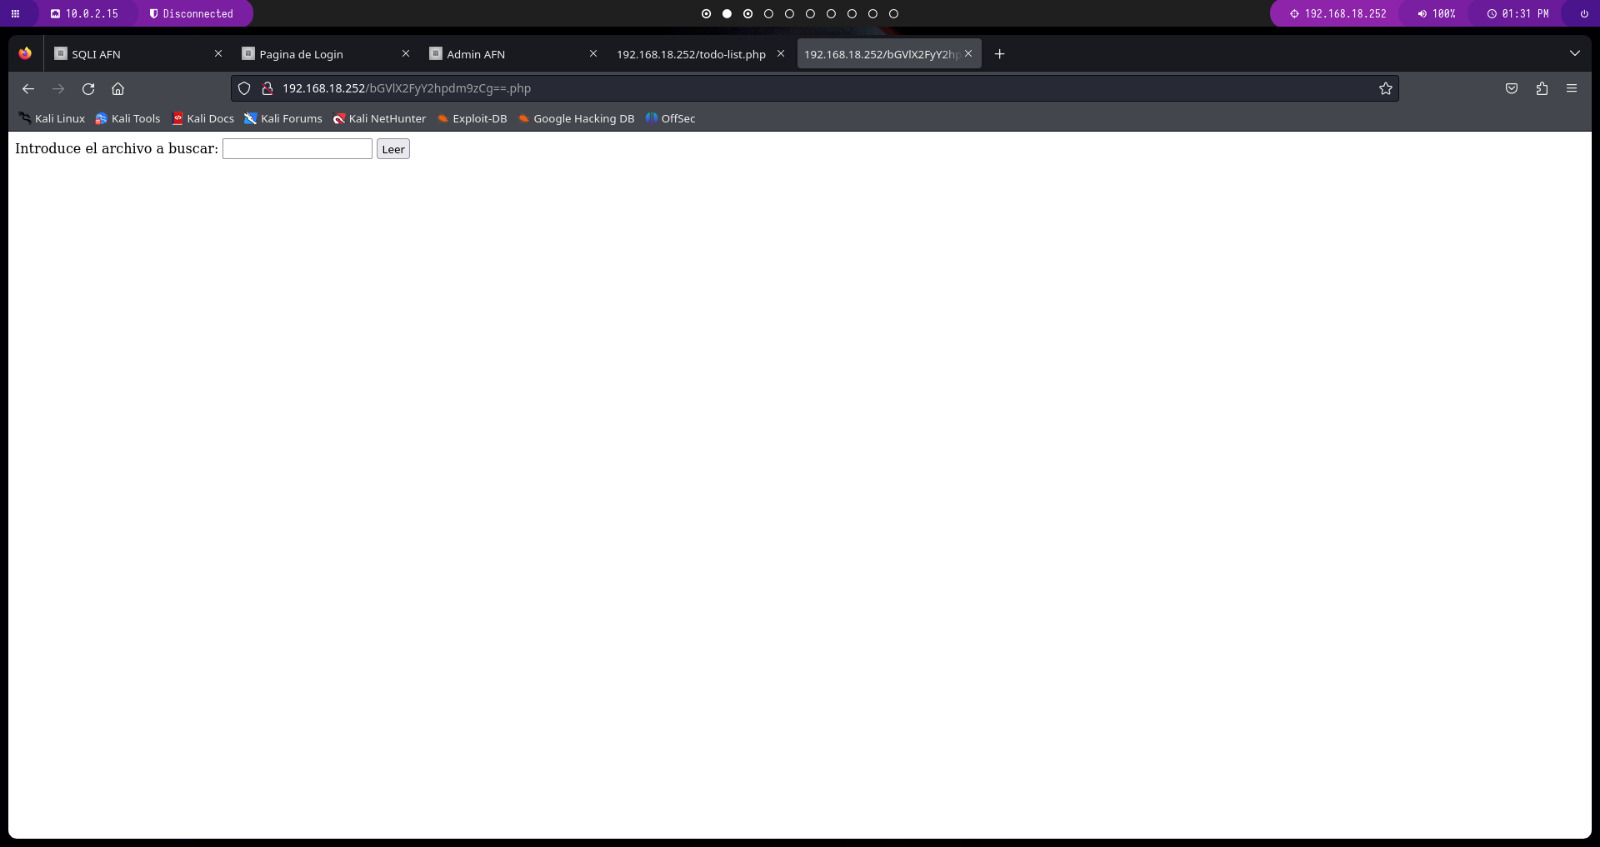 10.0.2.15 Disconnected 192.168.18.252 100% 01:31 PM
SQLI AFN Pagina de Login Admin AFN 192.168.18.252/todo-list.php 192.168.18.252/bGVlX2FyY2hp
192.168.18.252/bGVlX2FyY2hpdm9zCg==.php
Kali Linux Kali Tools Kali Docs Kali Forums Kali NetHunter Exploit-DB Google Hacking DB OffSec
Introduce el archivo a buscar: Leer